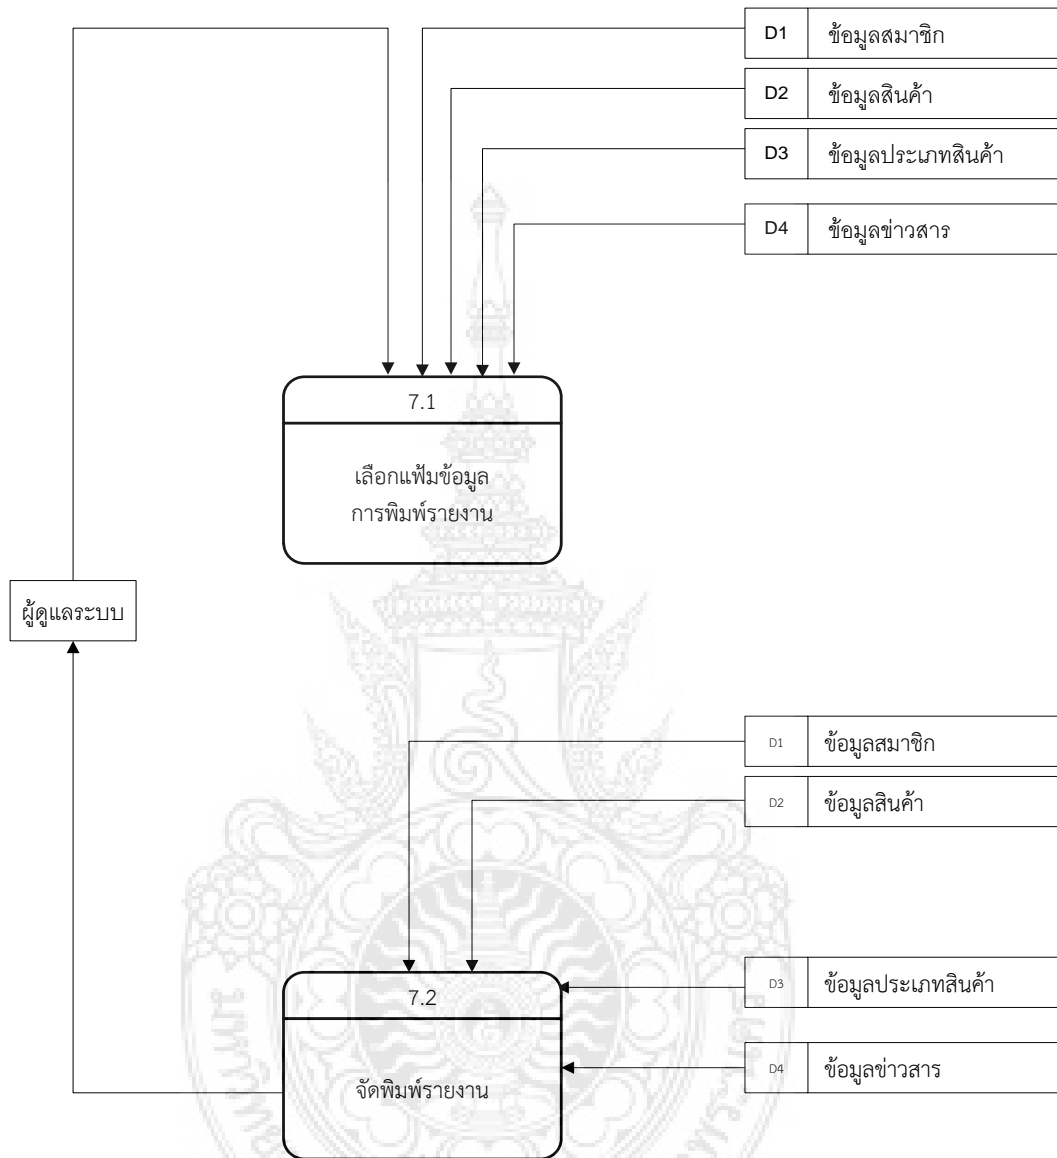 D1 ข้อมูลสมาชิก
D2 ข้อมูลสินค้า
D3 ข้อมูลประเภทสินค้า
D4 ข้อมูลข่าวสาร
7.1
เลือกแฟ้มข้อมูล
การพิมพ์รายงาน
ผู้ดูแลระบบ
D1 ข้อมูลสมาชิก
D2 ข้อมูลสินค้า
7.2
D3 ข้อมูลประเภทสินค้า
D4 ข้อมูลข่าวสาร
จัดพิมพ์รายงาน